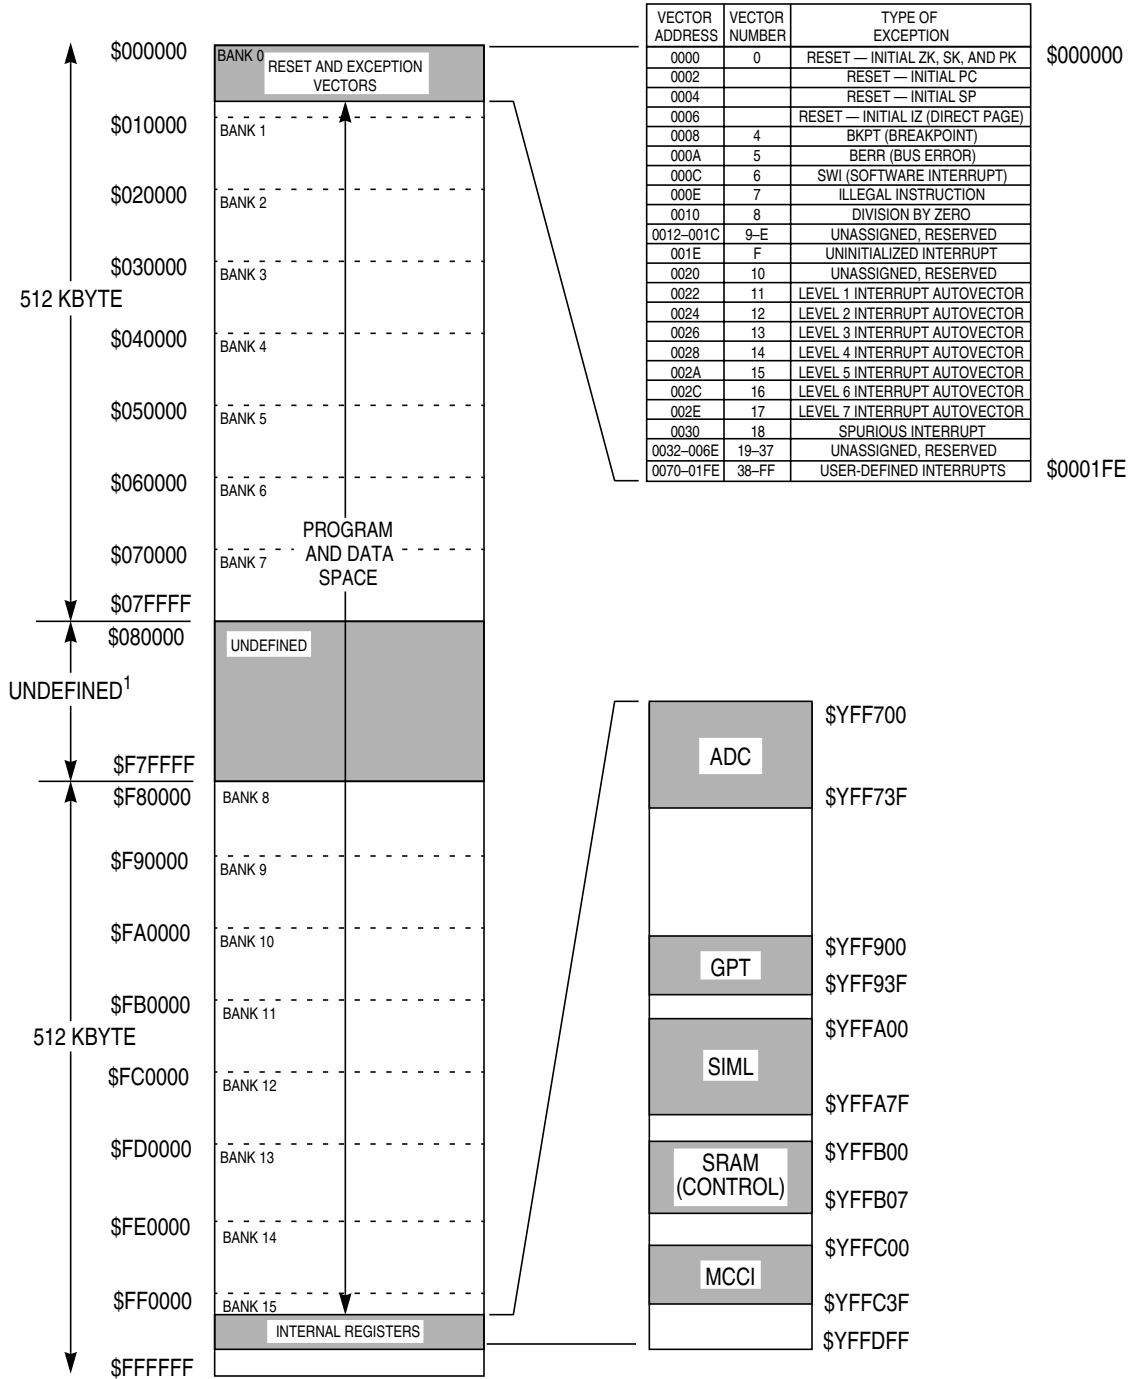 VECTOR ADDRESS VECTOR NUMBER TYPE OF EXCEPTION
0000 0 RESET — INITIAL ZK, SK, AND PK
0002 RESET — INITIAL PC
0004 RESET — INITIAL SP
0006 RESET — INITIAL IZ (DIRECT PAGE)
0008 4 BKPT (BREAKPOINT)
000A 5 BERR (BUS ERROR)
000C 6 SWI (SOFTWARE INTERRUPT)
000E 7 ILLEGAL INSTRUCTION
0010 8 DIVISION BY ZERO
0012–001C 9–E UNASSIGNED, RESERVED
001E F UNINITIALIZED INTERRUPT
0020 10 UNASSIGNED, RESERVED
0022 11 LEVEL 1 INTERRUPT AUTOVECTOR
0024 12 LEVEL 2 INTERRUPT AUTOVECTOR
0026 13 LEVEL 3 INTERRUPT AUTOVECTOR
0028 14 LEVEL 4 INTERRUPT AUTOVECTOR
002A 15 LEVEL 5 INTERRUPT AUTOVECTOR
002C 16 LEVEL 6 INTERRUPT AUTOVECTOR
002E 17 LEVEL 7 INTERRUPT AUTOVECTOR
0030 18 SPURIOUS INTERRUPT
0032–006E 19–37 UNASSIGNED, RESERVED
0070–01FE 38–FF USER-DEFINED INTERRUPTS
$000000
$0001FE
$000000
BANK 0
RESET AND EXCEPTION
VECTORS
$010000
BANK 1
$020000
BANK 2
$030000
BANK 3
512 KBYTE
$040000
BANK 4
$050000
BANK 5
$060000
BANK 6
PROGRAM
AND DATA
SPACE
$070000
BANK 7
$07FFFF
$080000
UNDEFINED
UNDEFINED1
$F7FFFF
$F80000
BANK 8
$F90000
BANK 9
$FA0000
BANK 10
$FB0000
BANK 11
512 KBYTE
$FC0000
BANK 12
$FD0000
BANK 13
$FE0000
BANK 14
$FF0000
BANK 15
INTERNAL REGISTERS
$FFFFFF
$YFF700
ADC
$YFF73F
$YFF900
GPT
$YFF93F
$YFFA00
SIML
$YFFA7F
$YFFB00
SRAM
(CONTROL)
$YFFB07
$YFFC00
MCCI
$YFFC3F
$YFFDFF